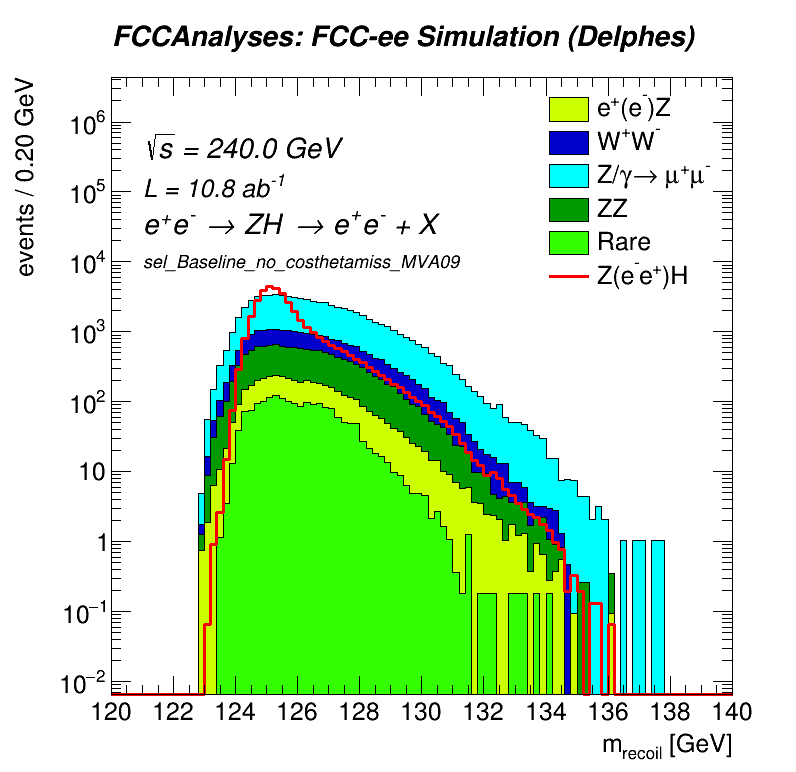 FCCAnalyses: FCC-ee Simulation (Delphes)
events / 0.20 GeV
10⁶
10⁵
10⁴
10³
10²
10
1
10⁻¹
10⁻²
√s = 240.0 GeV
L = 10.8 ab⁻¹
e⁺e⁻ → ZH → e⁺e⁻ + X
sel_Baseline_no_costhetamiss_MVA09
e⁺(e⁻)Z
W⁺W⁻
Z/γ→ μ⁺μ⁻
ZZ
Rare
Z(e⁻e⁺)H
120 122 124 126 128 130 132 134 136 138 140
m_recoil [GeV]